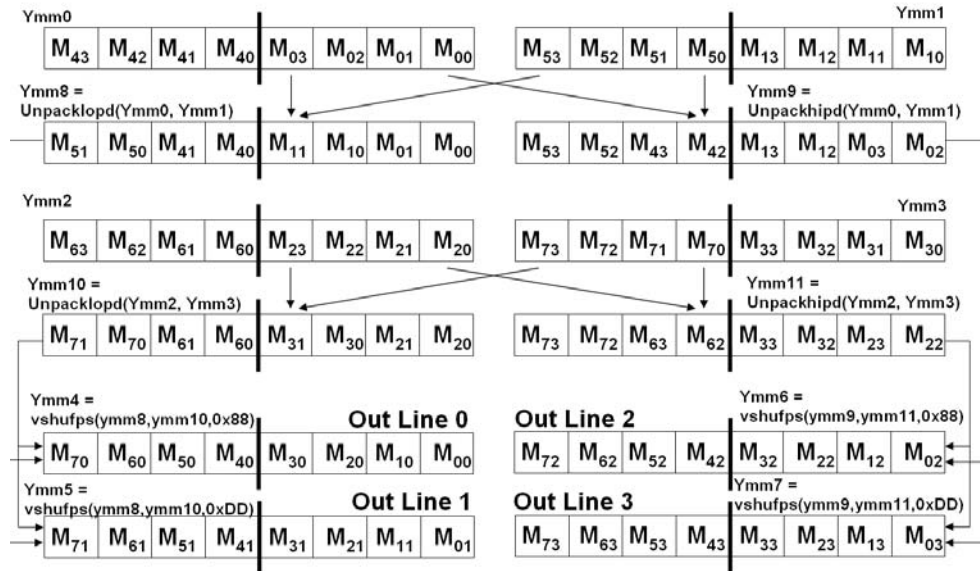 Ymm0 Ymm1
M43 M42 M41 M40 M03 M02 M01 M00 M53 M52 M51 M50 M13 M12 M11 M10
Ymm8 = Ymm9 =
Unpacklopd(Ymm0, Ymm1) Unpackhipd(Ymm0, Ymm1)
M51 M50 M41 M40 M11 M10 M01 M00 M53 M52 M43 M42 M13 M12 M03 M02
Ymm2 Ymm3
M63 M62 M61 M60 M23 M22 M21 M20 M73 M72 M71 M70 M33 M32 M31 M30
Ymm10 = Ymm11 =
Unpacklopd(Ymm2, Ymm3) Unpackhipd(Ymm2, Ymm3)
M71 M70 M61 M60 M31 M30 M21 M20 M73 M72 M63 M62 M33 M32 M23 M22
Ymm4 = Ymm6 =
vshufps(ymm8,ymm10,0x88) Out Line 0 Out Line 2 vshufps(ymm9,ymm11,0x88)
M70 M60 M50 M40 M30 M20 M10 M00 M72 M62 M52 M42 M32 M22 M12 M02
Ymm5 = Ymm7 =
vshufps(ymm8,ymm10,0xDD) Out Line 1 Out Line 3 vshufps(ymm9,ymm11,0xDD)
M71 M61 M51 M41 M31 M21 M11 M01 M73 M63 M53 M43 M33 M23 M13 M03